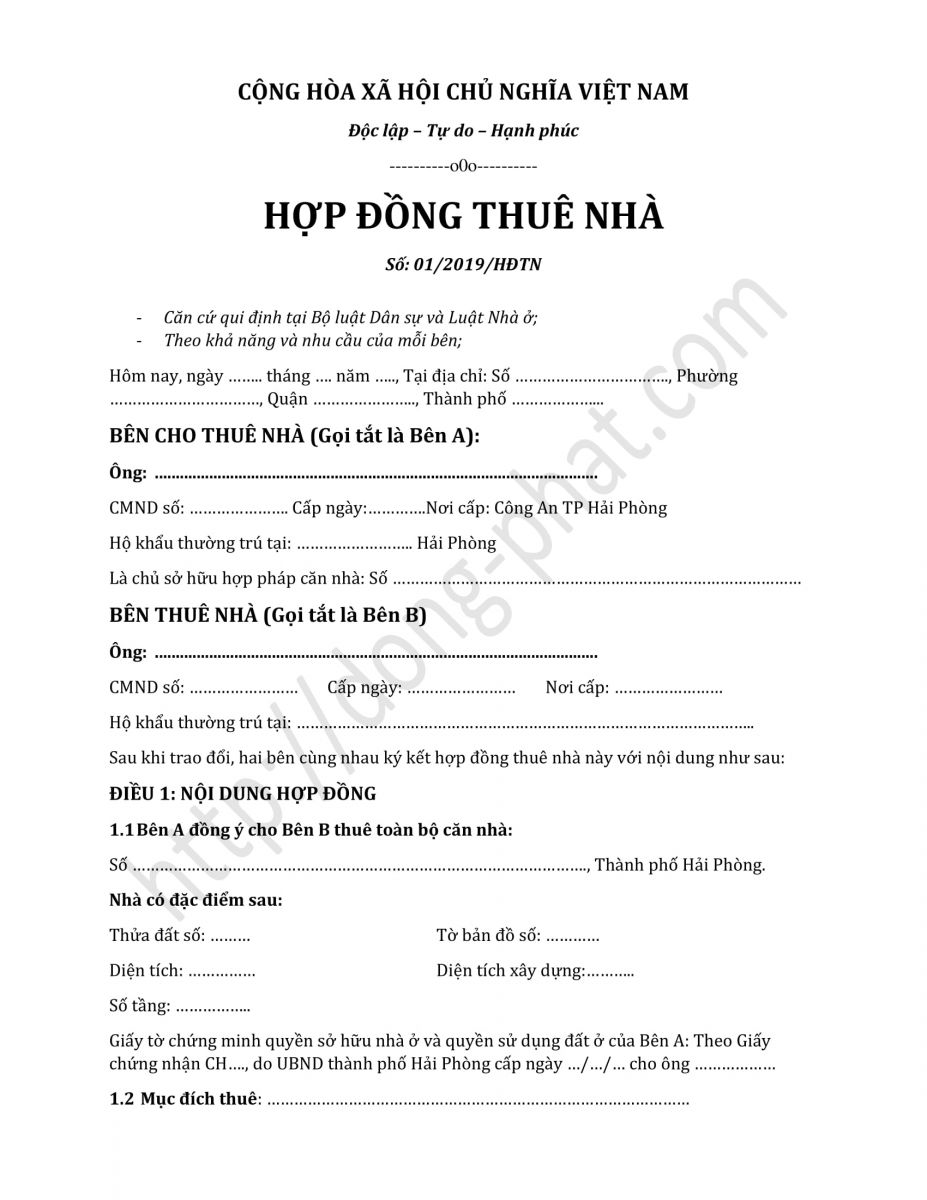 CỘNG HÒA XÃ HỘI CHỦ NGHĨA VIỆT NAM
Độc lập – Tự do – Hạnh phúc
----------o0o----------
HỢP ĐỒNG THUÊ NHÀ
Số: 01/2019/HĐTN
- Căn cứ qui định tại Bộ luật Dân sự và Luật Nhà ở;
- Theo khả năng và nhu cầu của mỗi bên;
Hôm nay, ngày …….. tháng …. năm ….., Tại địa chỉ: Số ……………………………., Phường
……………………………, Quận ………………….., Thành phố ………………...
BÊN CHO THUÊ NHÀ (Gọi tắt là Bên A):
Ông: ........................................................................................................
CMND số: …………………. Cấp ngày:………….Nơi cấp: Công An TP Hải Phòng
Hộ khẩu thường trú tại: …………………….. Hải Phòng
Là chủ sở hữu hợp pháp căn nhà: Số ………………………………………………………………………………
BÊN THUÊ NHÀ (Gọi tắt là Bên B)
Ông: ........................................................................................................
CMND số: …………………… Cấp ngày: …………………… Nơi cấp: ……………………
Hộ khẩu thường trú tại: ………………………………………………………………………………………..
Sau khi trao đổi, hai bên cùng nhau ký kết hợp đồng thuê nhà này với nội dung như sau:
ĐIỀU 1: NỘI DUNG HỢP ĐỒNG
1.1Bên A đồng ý cho Bên B thuê toàn bộ căn nhà:
Số ………………………………………………………………………………………., Thành phố Hải Phòng.
Nhà có đặc điểm sau:
Thửa đất số: ……… Tờ bản đồ số: …………
Diện tích: …………… Diện tích xây dựng:………..
Số tầng: ……………..
Giấy tờ chứng minh quyền sở hữu nhà ở và quyền sử dụng đất ở của Bên A: Theo Giấy
chứng nhận CH…., do UBND thành phố Hải Phòng cấp ngày …/…/… cho ông ………………
1.2 Mục đích thuê: …………………………………………………………………………………
http://dong-phat.com